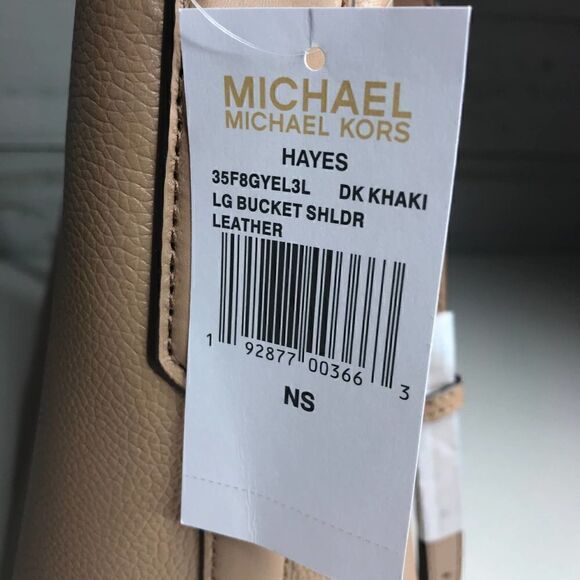 MICHAEL
MICHAEL KORS
HAYES
35F8GYEL3L DK KHAKI
LG BUCKET SHLDR
LEATHER
1 92877 00366 3
NS